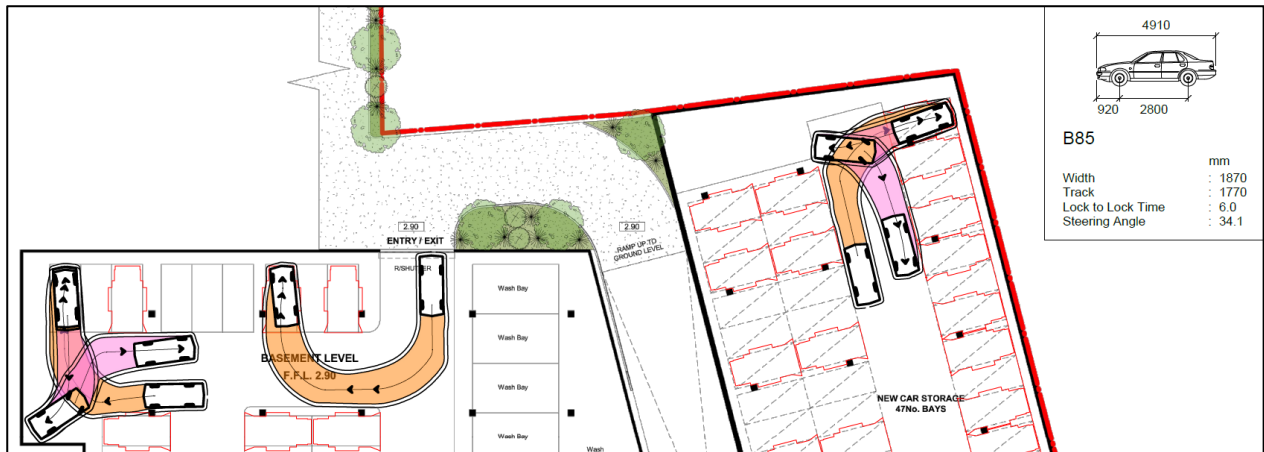 4910
920
2800
B85
mm
Width : 1870
Track : 1770
Lock to Lock Time : 6.0
Steering Angle : 34.1
2.90
ENTRY / EXIT
R/SHUTTER
2.90
RAMP UP TO
GROUND LEVEL
Wash Bay
Wash Bay
Wash Bay
Wash Bay
Wash
BASEMENT LEVEL
F.F.L. 2.90
NEW CAR STORAGE
47No. BAYS